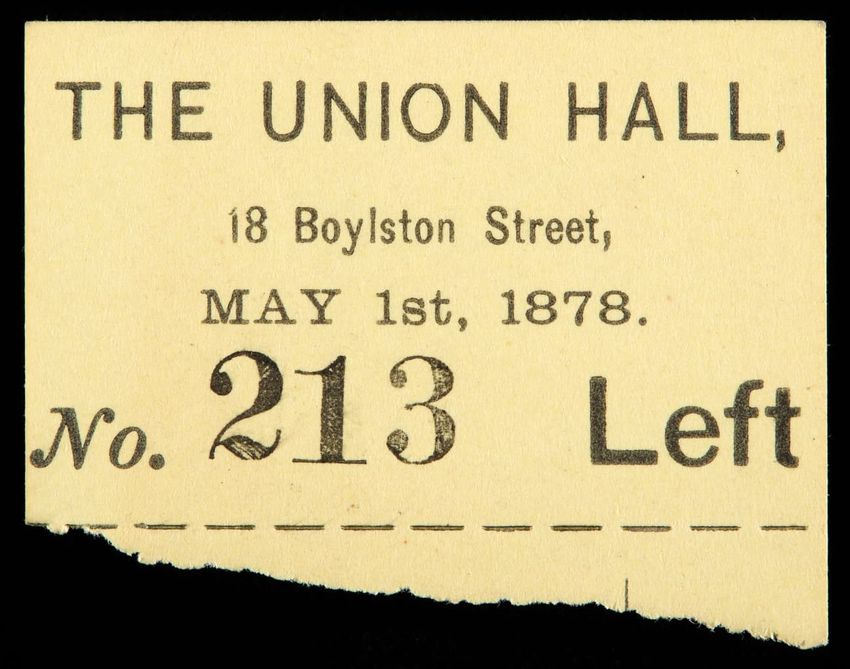 THE UNION HALL,
18 Boylston Street,
MAY 1st, 1878.
No. 213 Left